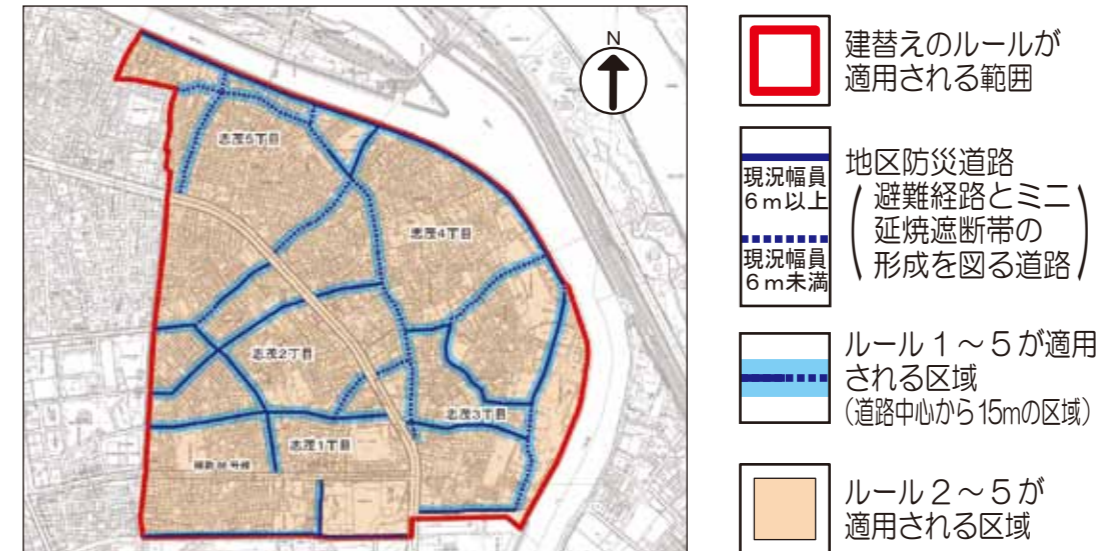 N
志茂5丁目
志茂4丁目
志茂2丁目
志茂3丁目
志茂1丁目
建替えのルールが
適用される範囲
現況幅員
6m以上
現況幅員
6m未満
地区防災道路
(避難経路とミニ
延焼遮断帯の
形成を図る道路)
ルール1~5が適用
される区域
(道路中心から15mの区域)
ルール2~5が
適用される区域